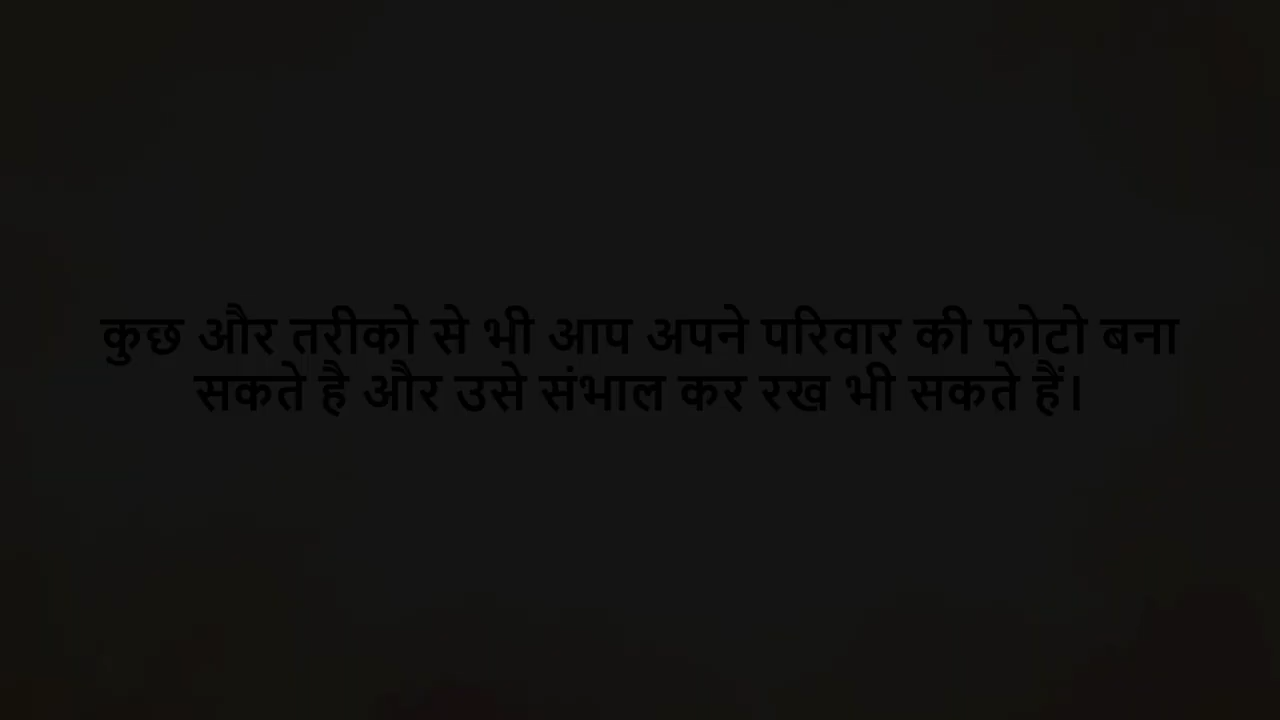 कुछ और तरीको से भी आप अपने परिवार की फोटो बना
सकते है और उसे संभाल कर रख भी सकते हैं।